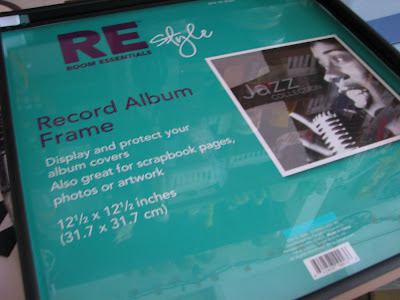 RE Style
ROOM ESSENTIALS
Record Album
Frame
Display and protect your
album covers
Also great for scrapbook pages,
photos or artwork
12½ x 12½ inches
(31.7 x 31.7 cm)
Jazz
COLLECTION